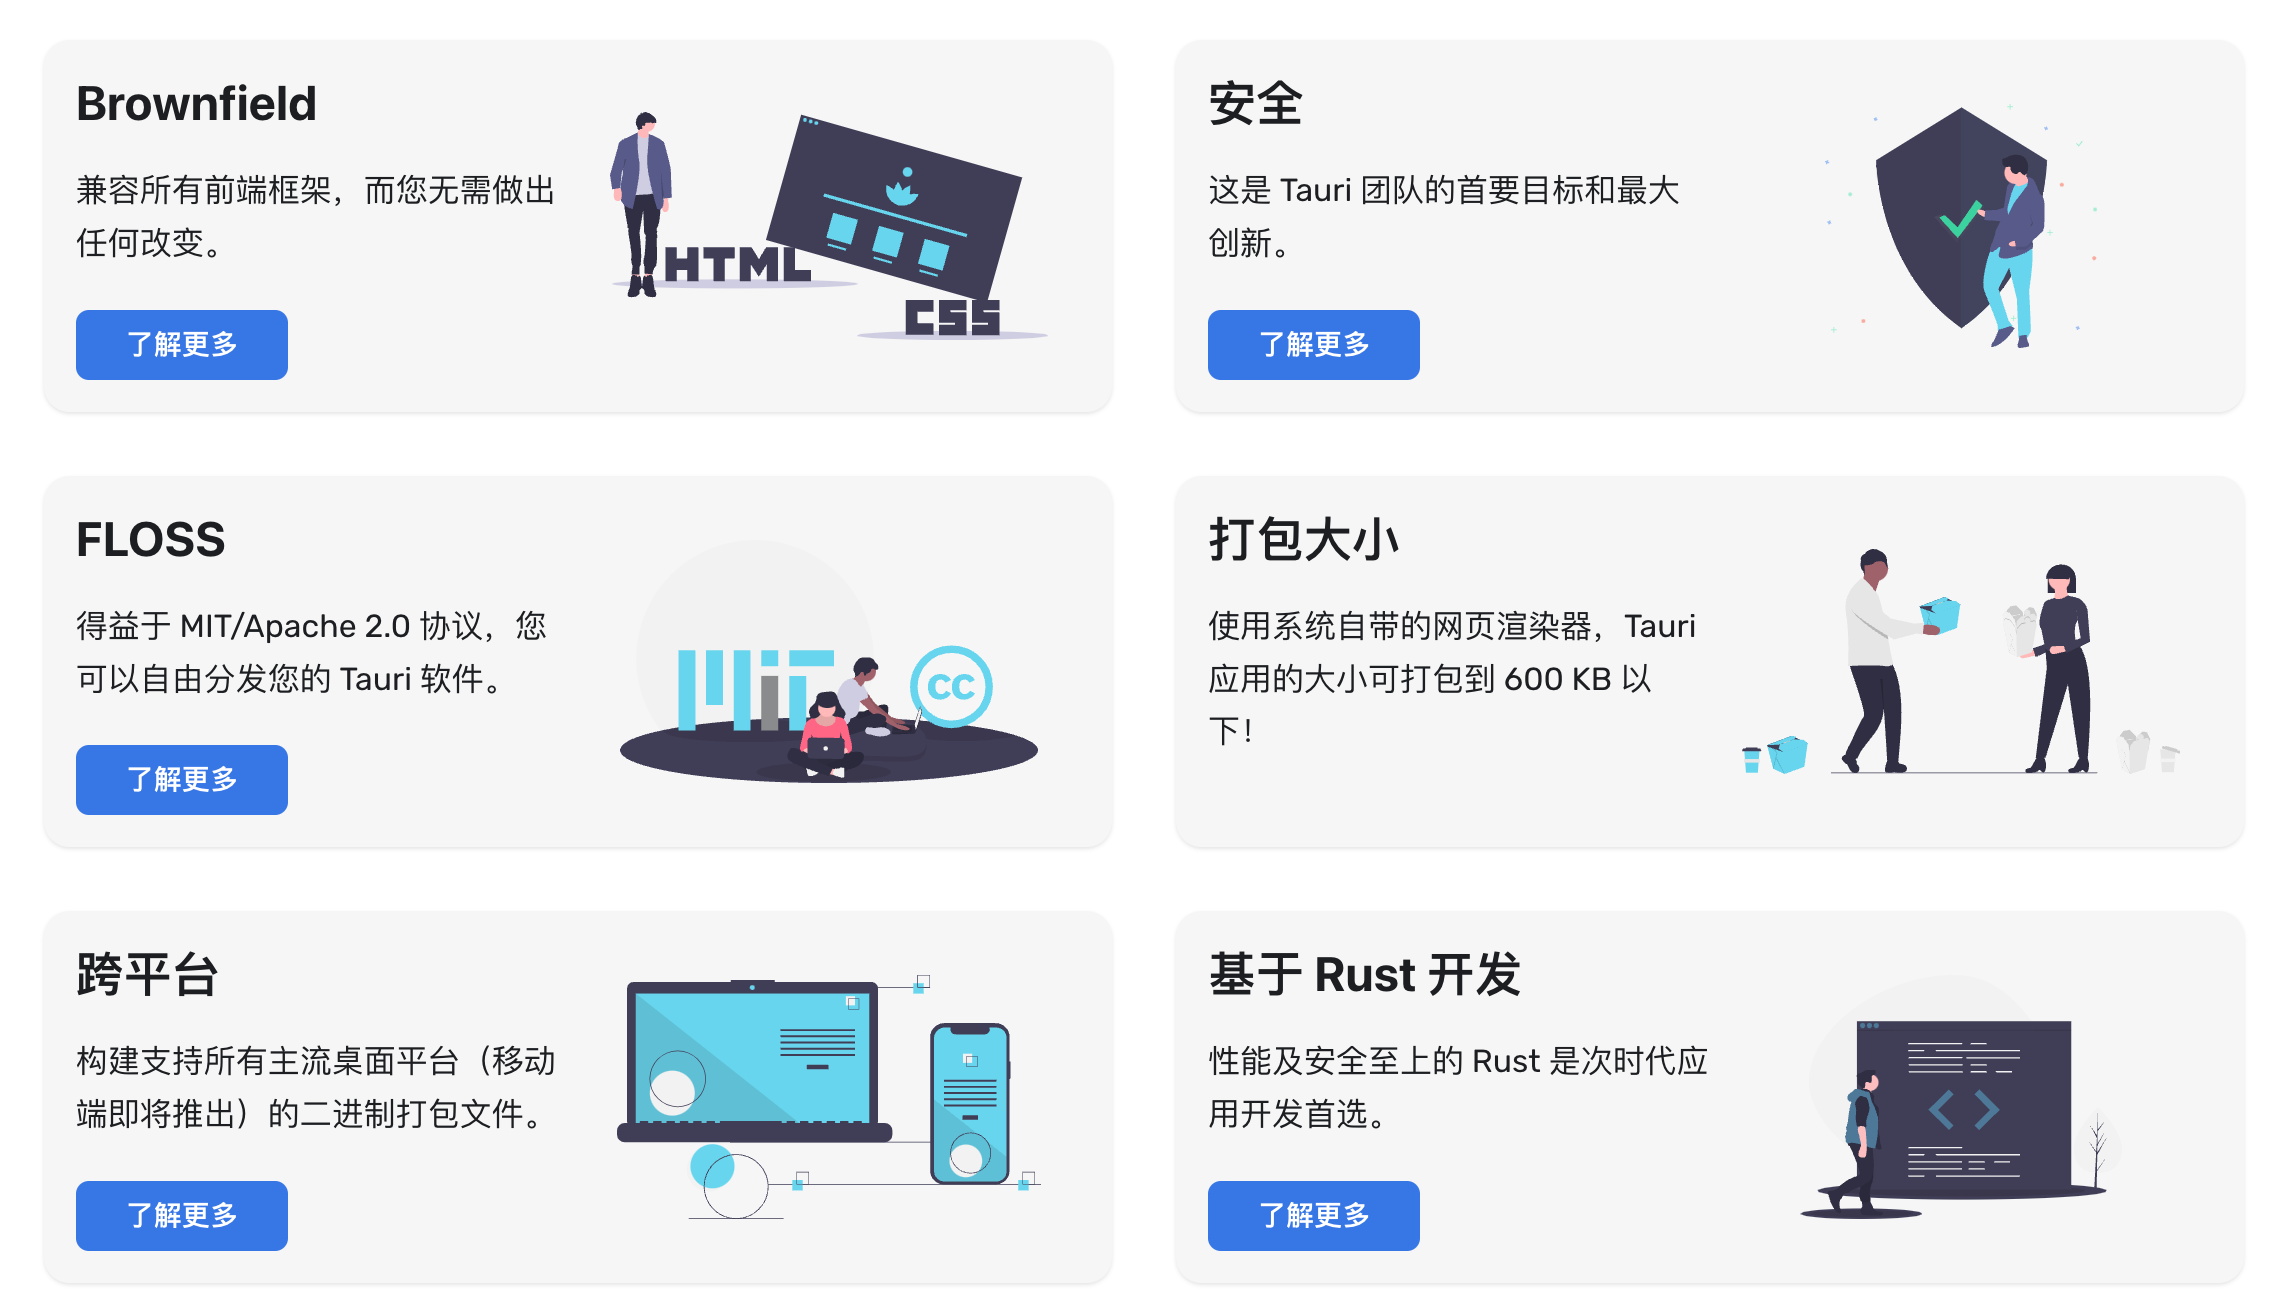 Brownfield
兼容所有前端框架，而您无需做出
任何改变。
了解更多
HTML
CSS
安全
这是 Tauri 团队的首要目标和最大
创新。
了解更多
FLOSS
得益于 MIT/Apache 2.0 协议，您
可以自由分发您的 Tauri 软件。
了解更多
MiT
cc
打包大小
使用系统自带的网页渲染器，Tauri
应用的大小可打包到 600 KB 以
下！
跨平台
构建支持所有主流桌面平台（移动
端即将推出）的二进制打包文件。
了解更多
基于 Rust 开发
性能及安全至上的 Rust 是次时代应
用开发首选。
了解更多